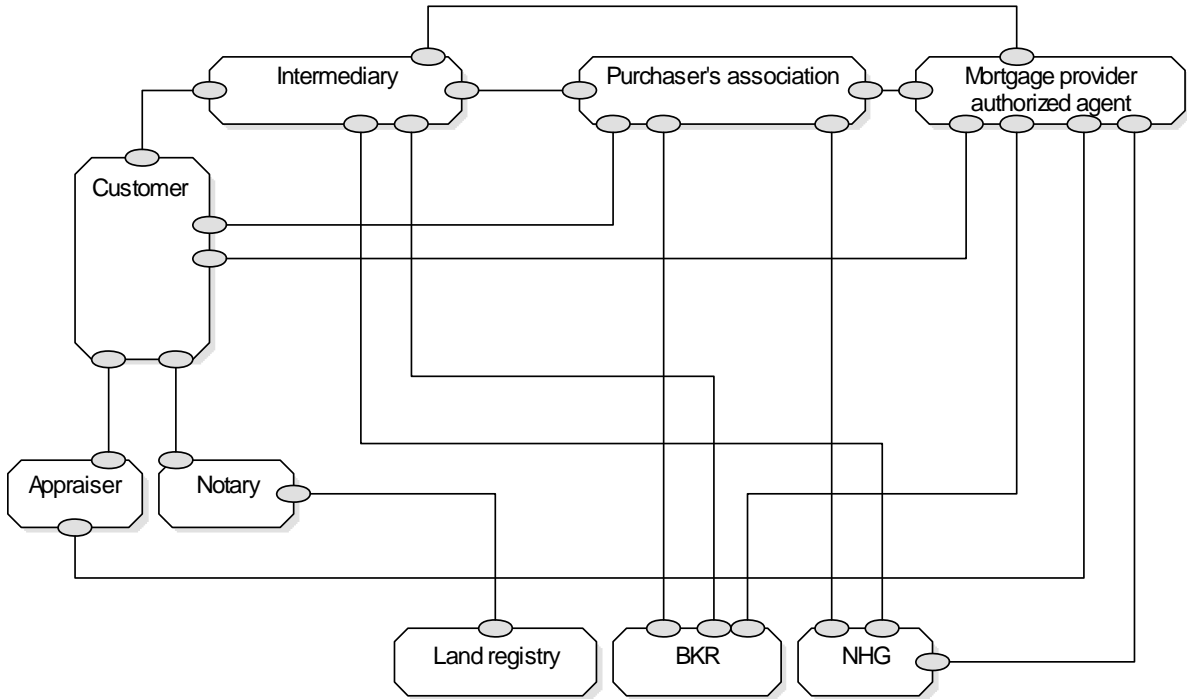 Intermediary
Purchaser's association
Mortgage provider
authorized agent
Customer
Appraiser
Notary
Land registry
BKR
NHG